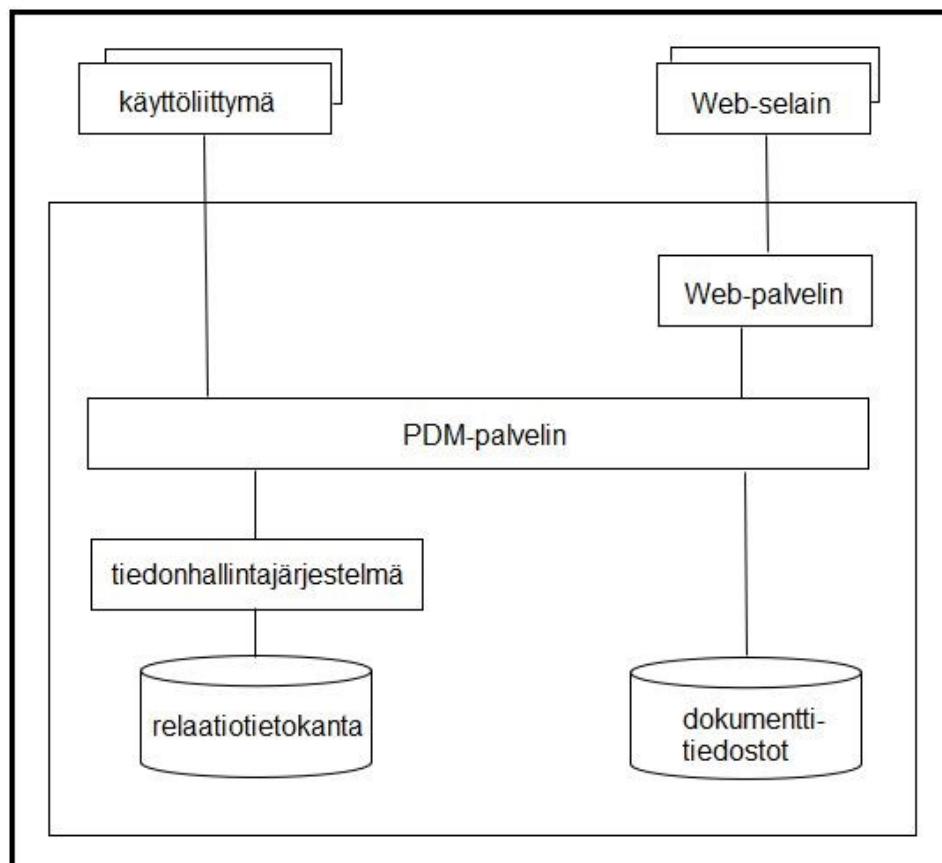 käyttöliittymä
Web-selain
Web-palvelin
PDM-palvelin
tiedonhallintajärjestelmä
relaatiotietokanta
dokumentti-
tiedostot